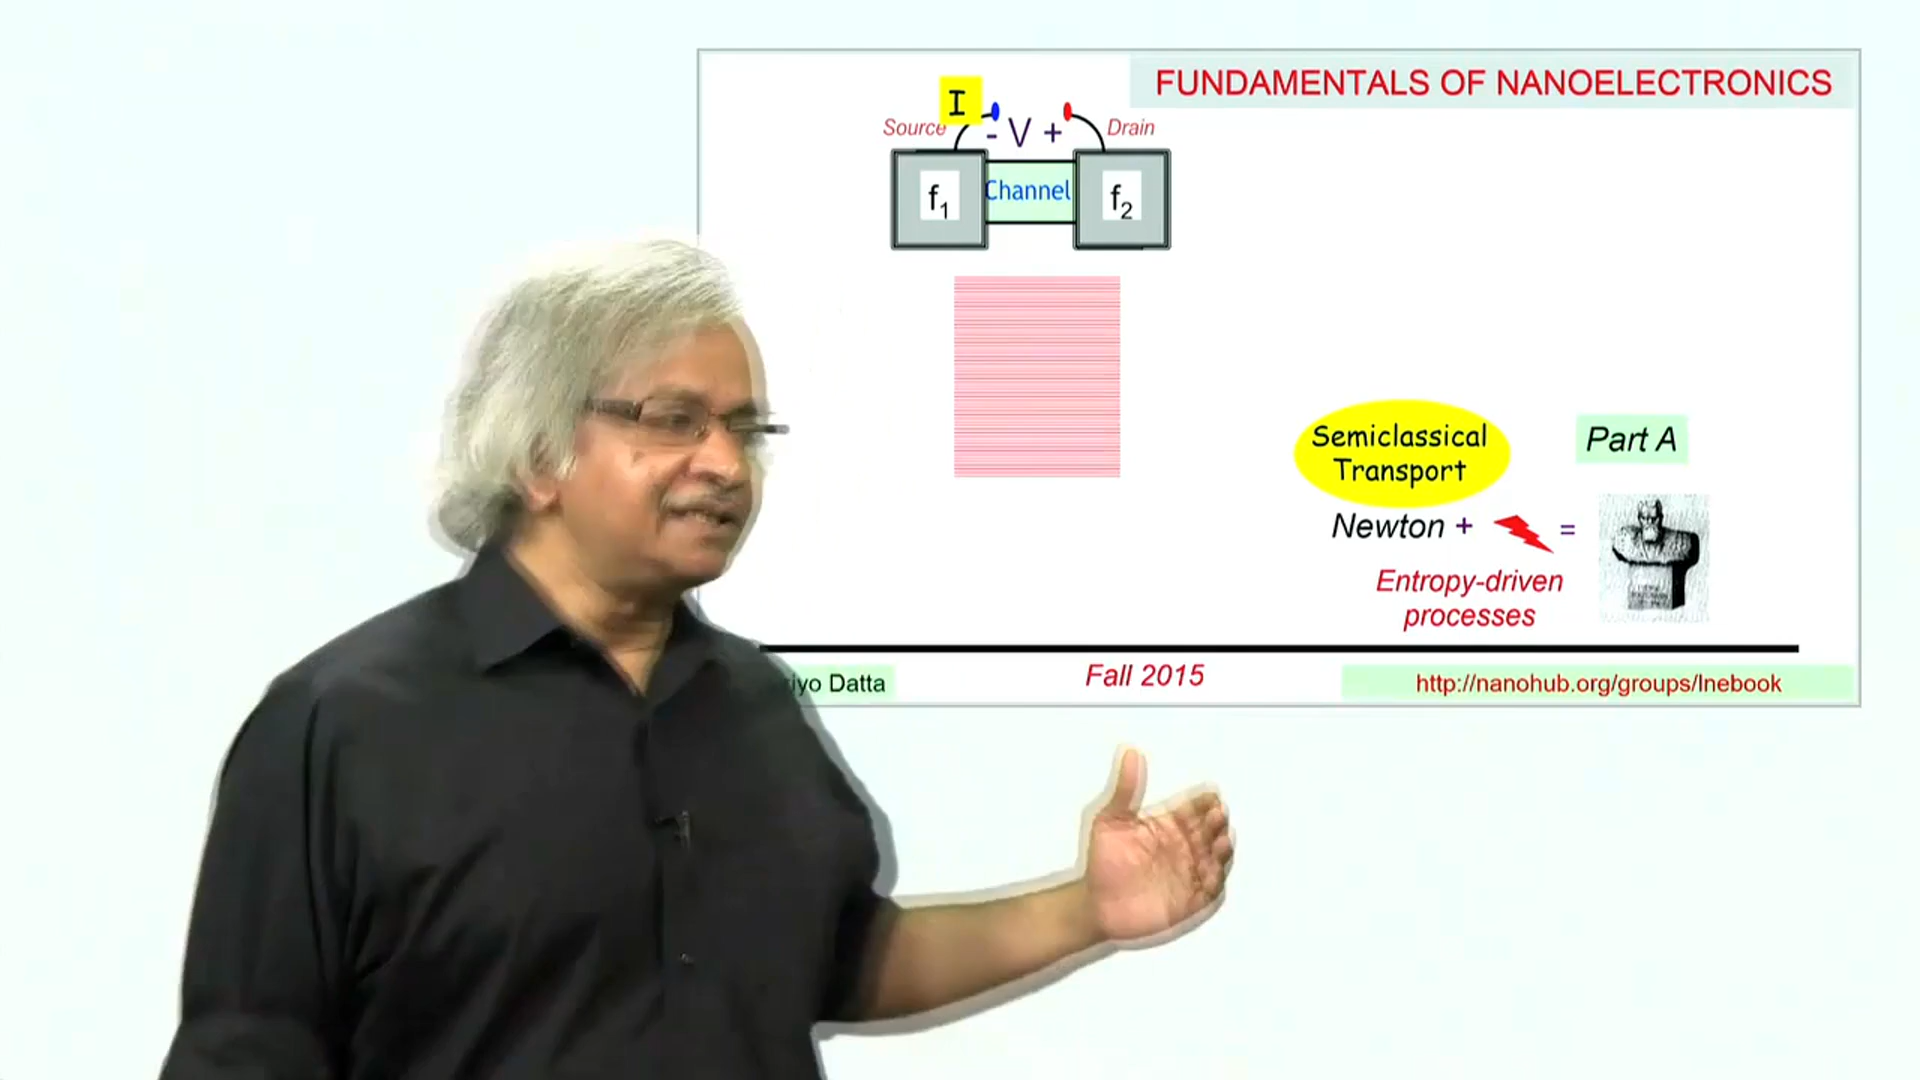 FUNDAMENTALS OF NANOELECTRONICS
I
Source - V + Drain
f1 Channel f2
Semiclassical
Transport
Part A
Newton + =
Entropy-driven
processes
Datta
Fall 2015
http://nanohub.org/groups/lnebook